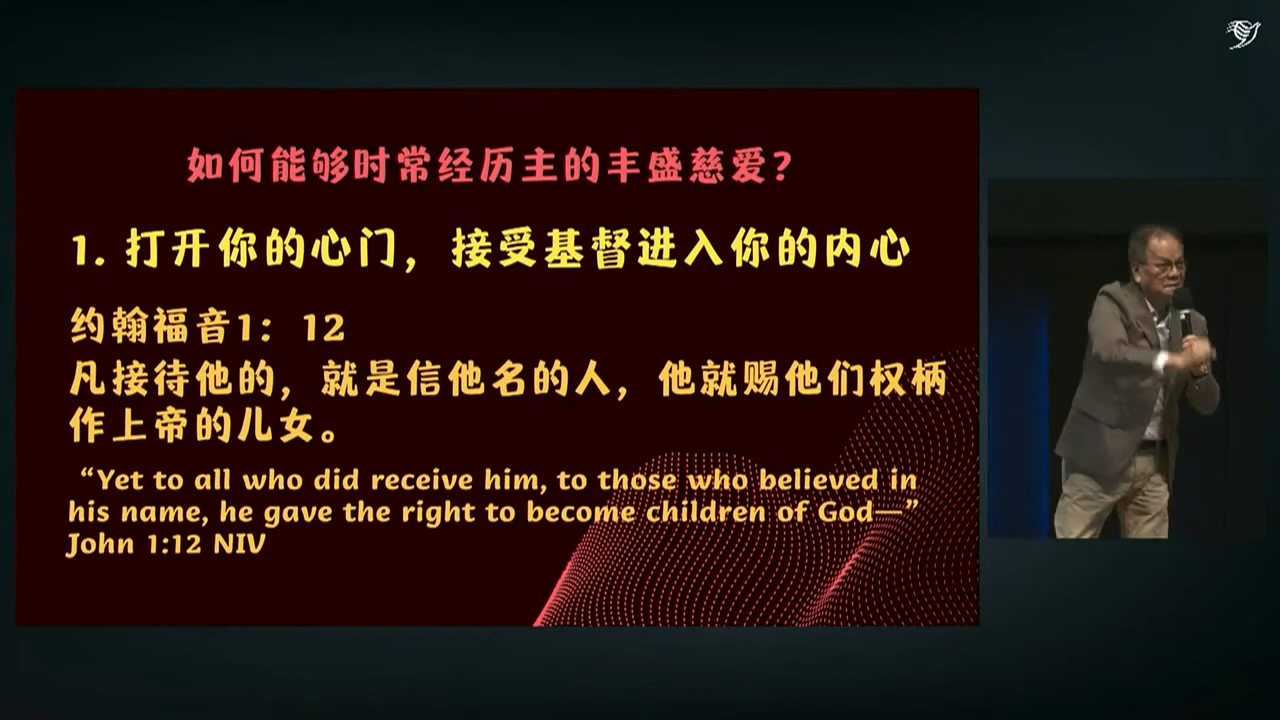 如何能够时常经历主的丰盛慈爱？
1. 打开你的心门，接受基督进入你的内心
约翰福音1：12
凡接待他的，就是信他名的人，他就赐他们权柄
作上帝的儿女。
“Yet to all who did receive him, to those who believed in
his name, he gave the right to become children of God—”
John 1:12 NIV